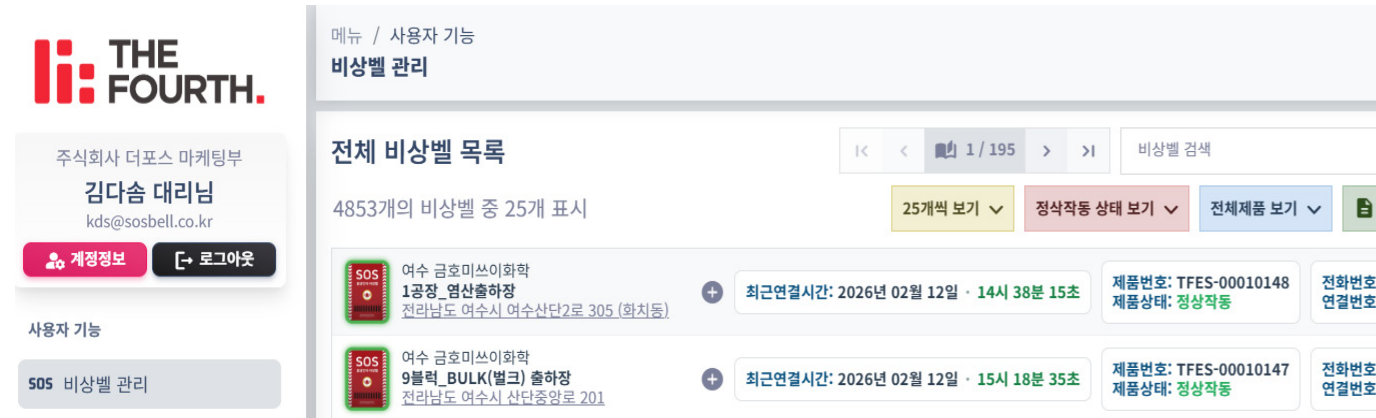 THE
FOURTH.
주식회사 더포스 마케팅부
김다솜 대리님
kds@sosbell.co.kr
계정정보
로그아웃
사용자 기능
SOS 비상벨 관리
메뉴 / 사용자 기능
비상벨 관리
전체 비상벨 목록
1 / 195
비상벨 검색
4853개의 비상벨 중 25개 표시
25개씩 보기
정삭작동 상태 보기
전체제품 보기
SOS
여수 금호미쓰이화학
1공장_염산출하장
전라남도 여수시 여수산단2로 305 (화치동)
최근연결시간: 2026년 02월 12일 · 14시 38분 15초
제품번호: TFES-00010148
제품상태: 정상작동
전화번호
연결번호
SOS
여수 금호미쓰이화학
9블럭_BULK(벌크) 출하장
전라남도 여수시 산단중앙로 201
최근연결시간: 2026년 02월 12일 · 15시 18분 35초
제품번호: TFES-00010147
제품상태: 정상작동
전화번호
연결번호